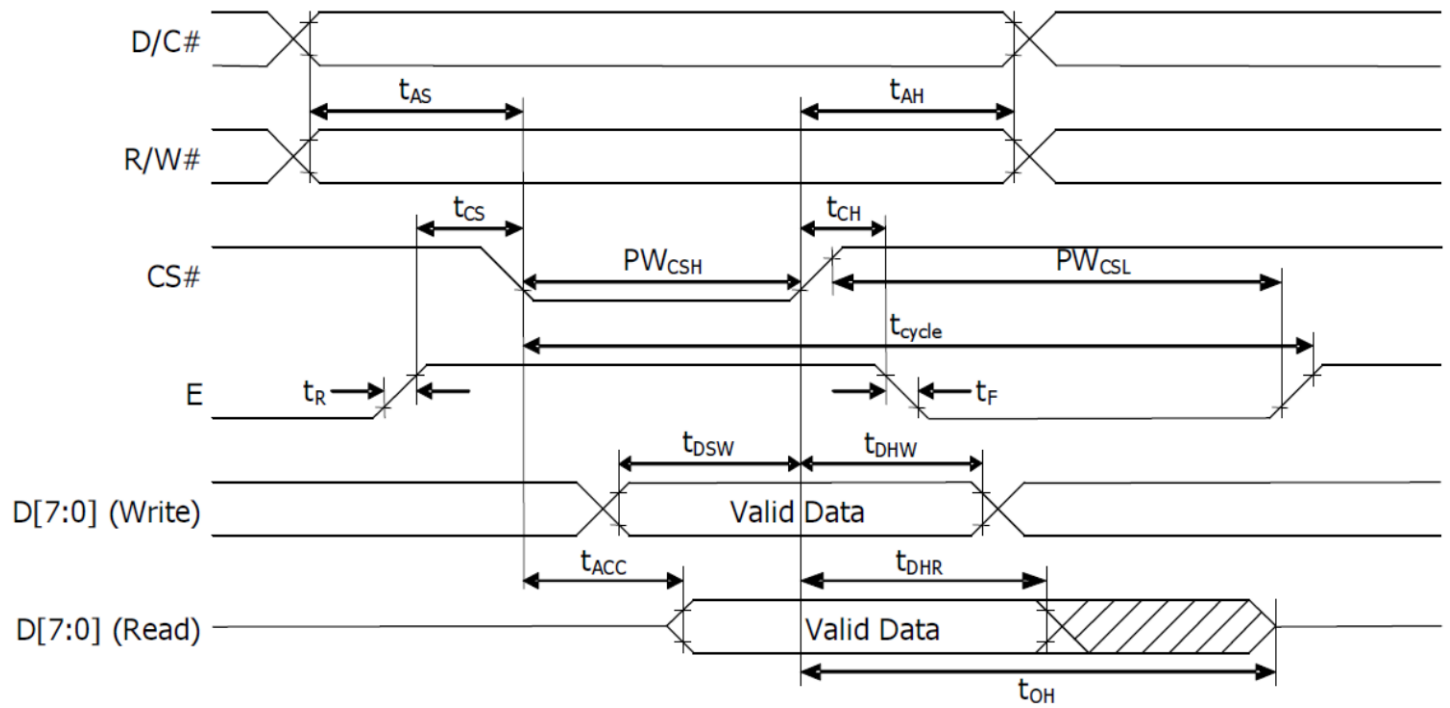 D/C#
tAS
tAH
R/W#
tCS
tCH
CS#
PWCSH
PWCSL
tcycle
E
tR
tF
tDSW
tDHW
D[7:0] (Write)
Valid Data
tACC
tDHR
D[7:0] (Read)
Valid Data
tOH